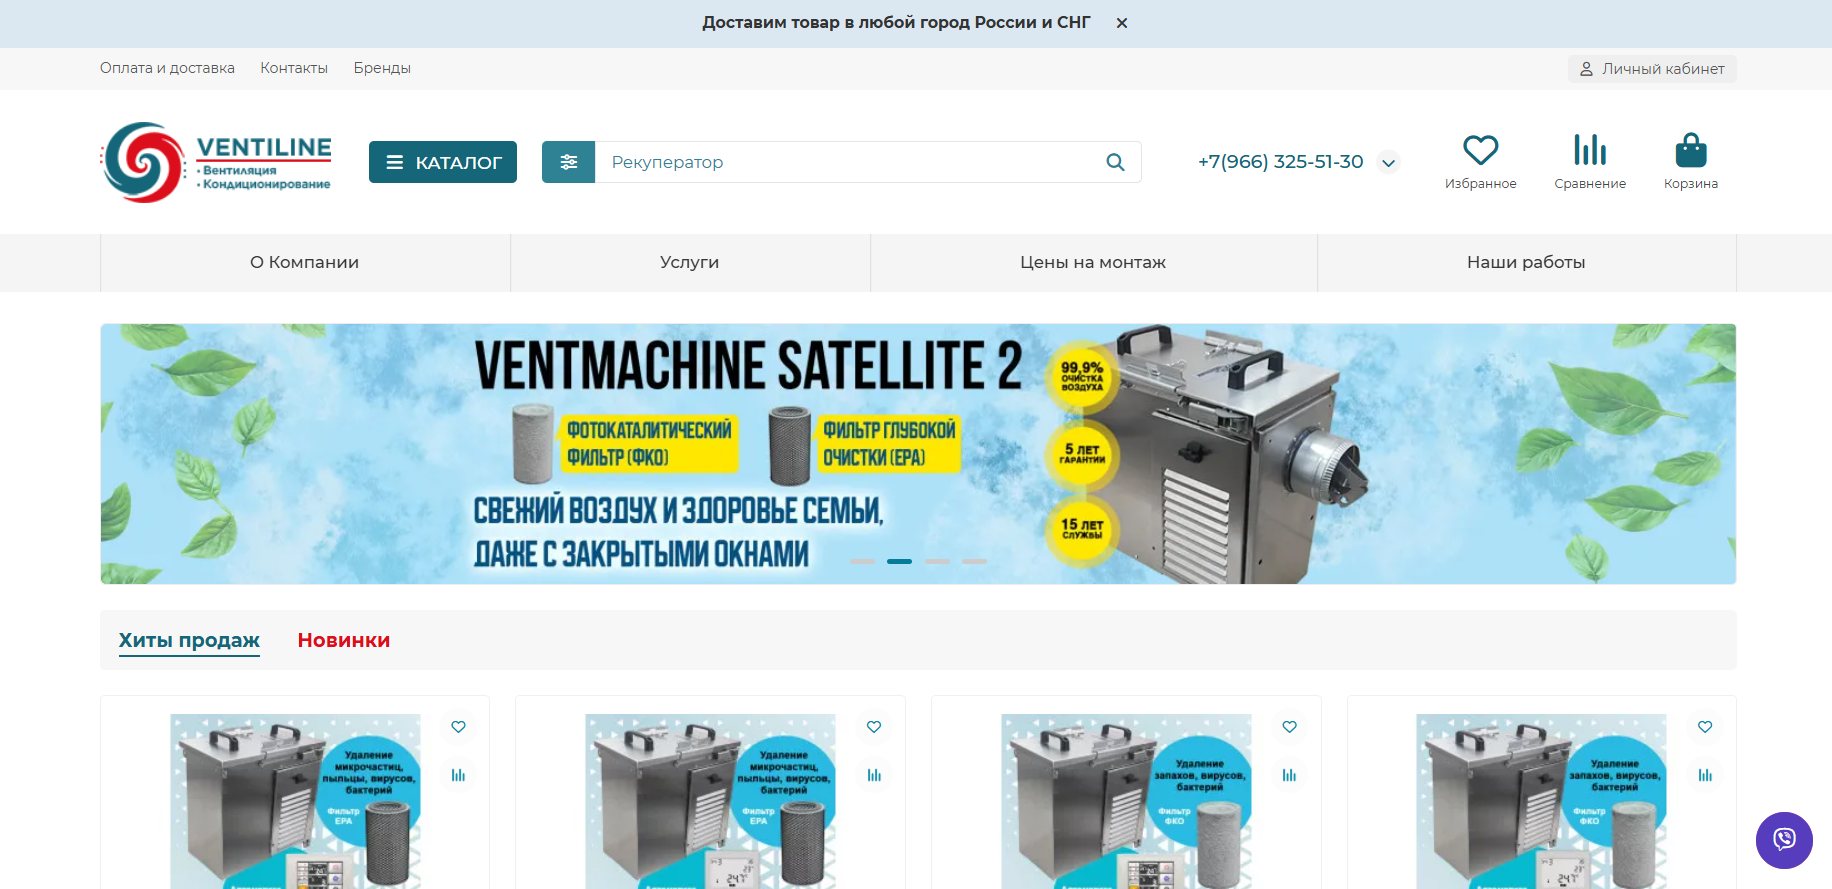 Доставим товар в любой город России и СНГ
Оплата и доставка Контакты Бренды Личный кабинет
VENTILINE
• Вентиляция
• Кондиционирование
КАТАЛОГ
Рекуператор
+7(966) 325-51-30
Избранное Сравнение Корзина
О Компании Услуги Цены на монтаж Наши работы
VENTMACHINE SATELLITE 2
ФОТОКАТАЛИТИЧЕСКИЙ
ФИЛЬТР (ФКО)
ФИЛЬТР ГЛУБОКОЙ
ОЧИСТКИ (EPA)
СВЕЖИЙ ВОЗДУХ И ЗДОРОВЬЕ СЕМЬИ,
ДАЖЕ С ЗАКРЫТЫМИ ОКНАМИ
99,9%
ОЧИСТКА
ВОЗДУХА
5 ЛЕТ
ГАРАНТИИ
15 ЛЕТ
СЛУЖБЫ
Хиты продаж Новинки
Удаление
микрочастиц,
пыльцы, вирусов,
бактерий
Фильтр
EPA
Удаление
микрочастиц,
пыльцы, вирусов,
бактерий
Фильтр
EPA
Удаление
запахов, вирусов,
бактерий
Фильтр
ФКО
Удаление
запахов, вирусов,
бактерий
Фильтр
ФКО